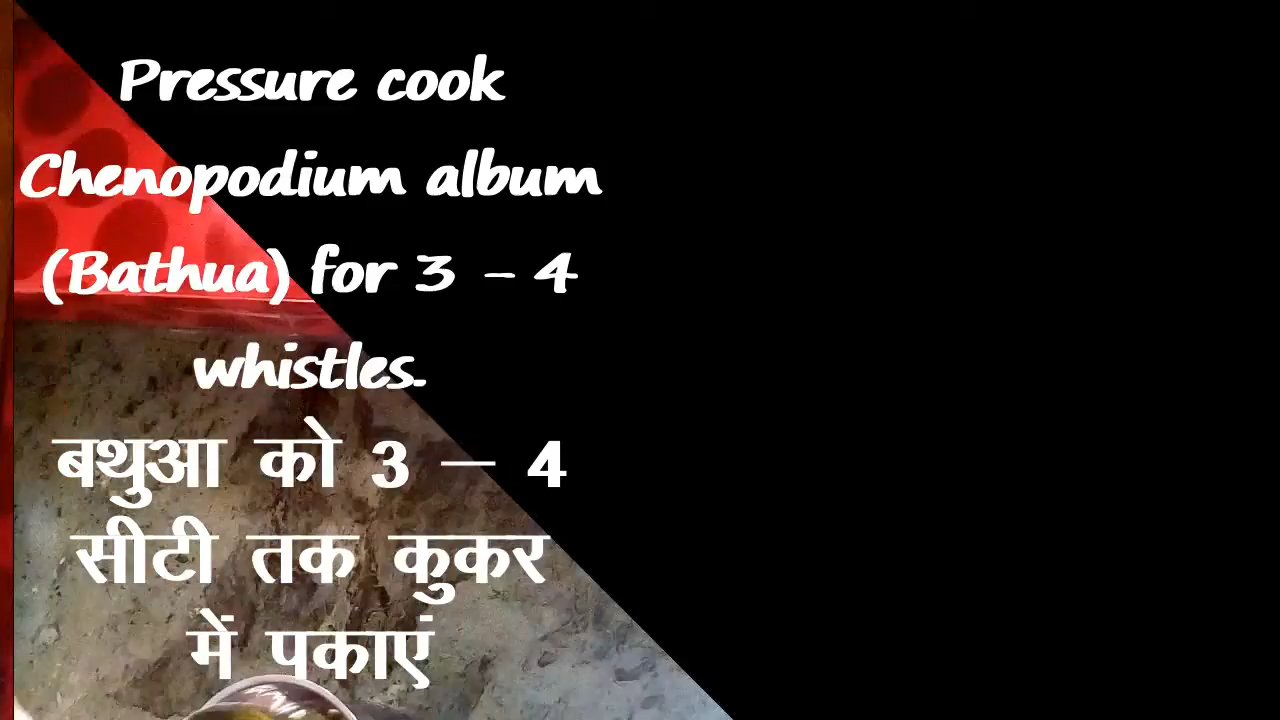 Pressure cook
Chenopodium album
(Bathua) for 3 - 4
whistles.
बथुआ को 3 – 4
सीटी तक कुकर
में पकाएं